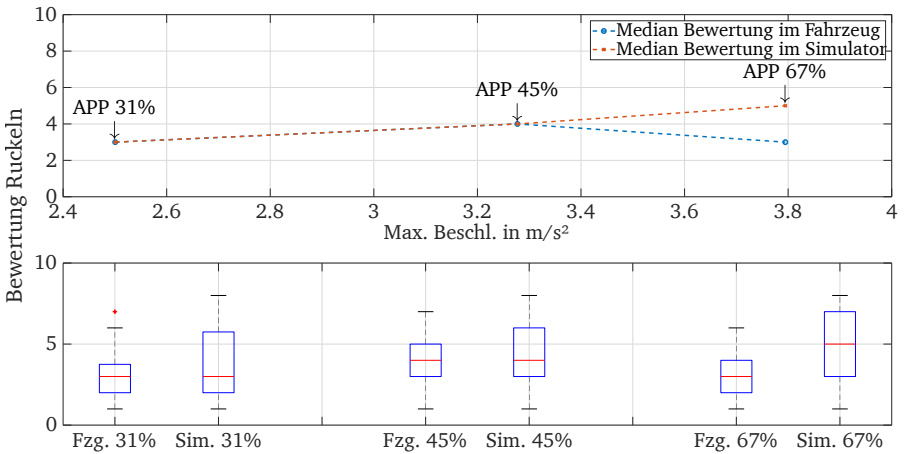 Bewertung Ruckeln
10
8
6
4
2
0
Median Bewertung im Fahrzeug
Median Bewertung im Simulator
APP 31%
APP 45%
APP 67%
2.4 2.6 2.8 3 3.2 3.4 3.6 3.8 4
Max. Beschl. in m/s²
10
5
0
Fzg. 31% Sim. 31% Fzg. 45% Sim. 45% Fzg. 67% Sim. 67%